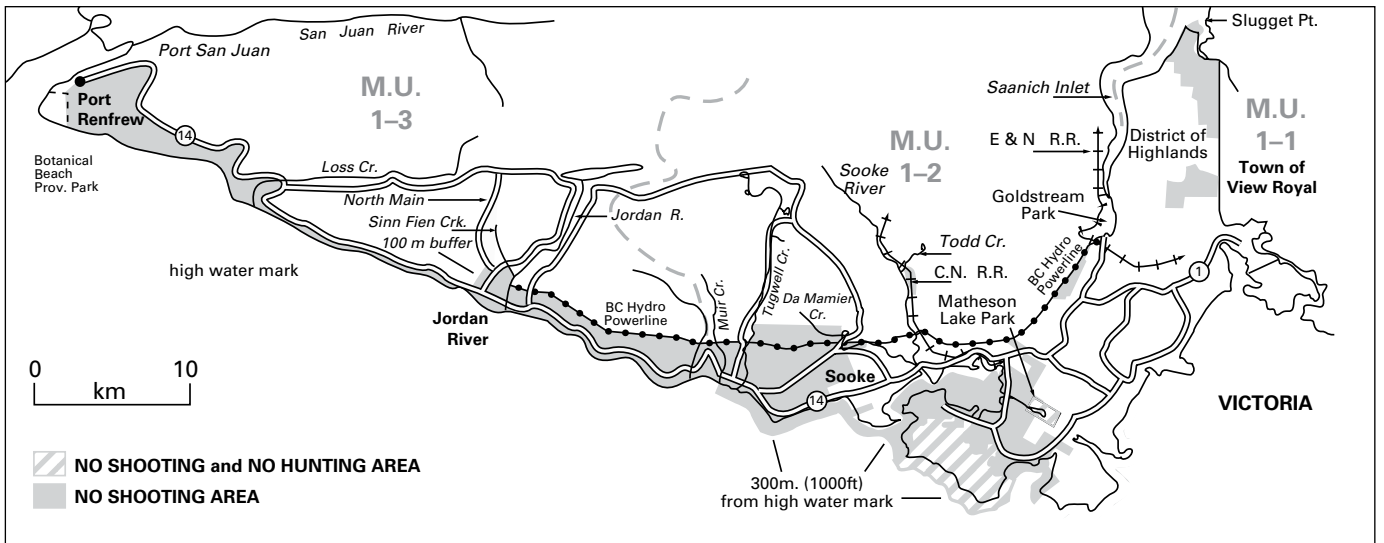 Slugget Pt.
Port San Juan
San Juan River
M.U.
1–3
Port
Renfrew
14
Botanical
Beach
Prov. Park
Loss Cr.
North Main
Sinn Fien Crk.
100 m buffer
Jordan R.
high water mark
Jordan
River
BC Hydro
Powerline
Muir Cr.
Tugwell Cr.
Da Mamier
Cr.
Sooke
14
M.U.
1–2
Sooke
River
Todd Cr.
C.N. R.R.
Matheson
Lake Park
BC Hydro
Powerline
Saanich Inlet
E & N R.R.
Goldstream
Park
District of
Highlands
M.U.
1–1
Town of
View Royal
1
VICTORIA
0 10
km
NO SHOOTING and NO HUNTING AREA
NO SHOOTING AREA
300m. (1000ft)
from high water mark